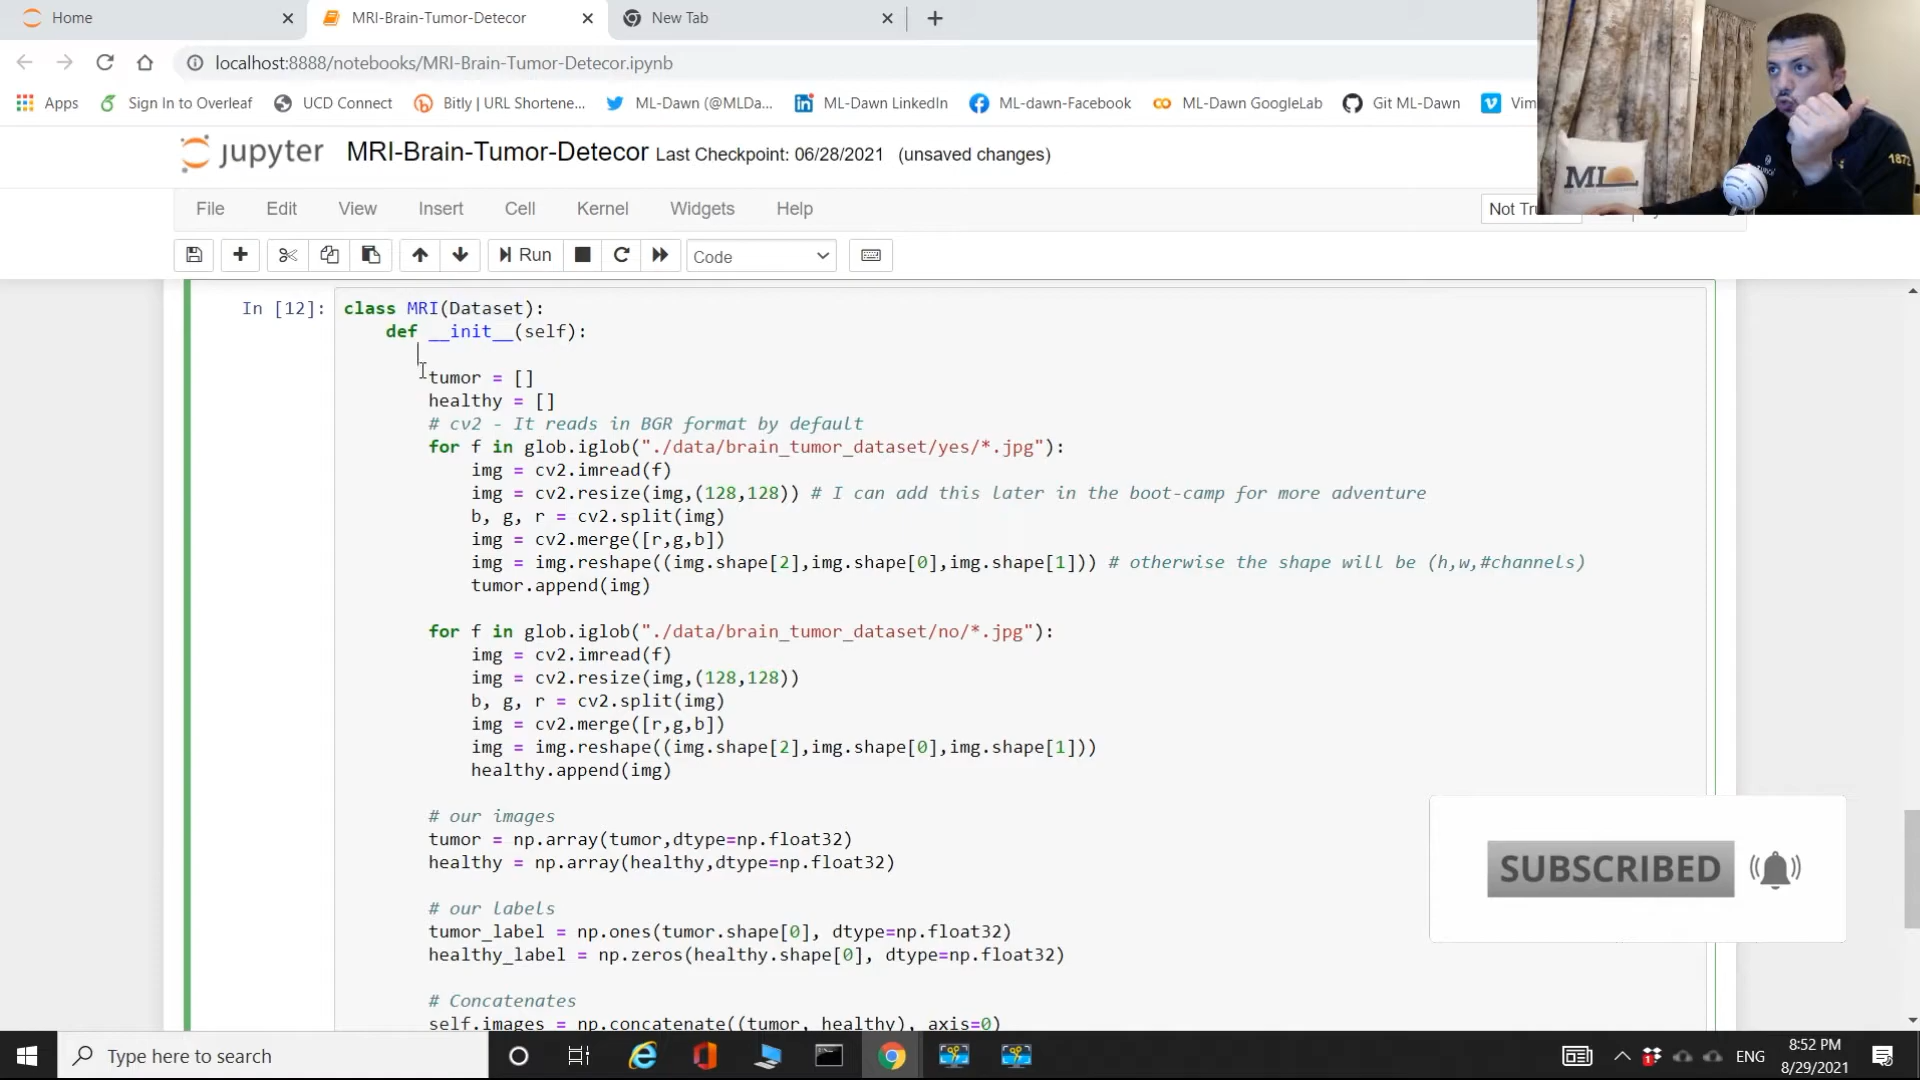 Home
MRI-Brain-Tumor-Detecor
New Tab
localhost:8888/notebooks/MRI-Brain-Tumor-Detecor.ipynb
Apps
Sign In to Overleaf
UCD Connect
Bitly | URL Shortene...
ML-Dawn (@MLDa...
ML-Dawn LinkedIn
ML-dawn-Facebook
ML-Dawn GoogleLab
Git ML-Dawn
Vim
jupyter MRI-Brain-Tumor-Detecor Last Checkpoint: 06/28/2021 (unsaved changes)
ML
1872
File Edit View Insert Cell Kernel Widgets Help
Not Tru
Run
Code
In [12]:
class MRI(Dataset):
    def __init__(self):
        tumor = []
        healthy = []
        # cv2 - It reads in BGR format by default
        for f in glob.iglob("./data/brain_tumor_dataset/yes/*.jpg"):
            img = cv2.imread(f)
            img = cv2.resize(img,(128,128)) # I can add this later in the boot-camp for more adventure
            b, g, r = cv2.split(img)
            img = cv2.merge([r,g,b])
            img = img.reshape((img.shape[2],img.shape[0],img.shape[1])) # otherwise the shape will be (h,w,#channels)
            tumor.append(img)
        for f in glob.iglob("./data/brain_tumor_dataset/no/*.jpg"):
            img = cv2.imread(f)
            img = cv2.resize(img,(128,128))
            b, g, r = cv2.split(img)
            img = cv2.merge([r,g,b])
            img = img.reshape((img.shape[2],img.shape[0],img.shape[1]))
            healthy.append(img)
        # our images
        tumor = np.array(tumor,dtype=np.float32)
        healthy = np.array(healthy,dtype=np.float32)
        # our labels
        tumor_label = np.ones(tumor.shape[0], dtype=np.float32)
        healthy_label = np.zeros(healthy.shape[0], dtype=np.float32)
        # Concatenates
        self.images = np.concatenate((tumor, healthy), axis=0)
SUBSCRIBED
Type here to search
ENG
8:52 PM
8/29/2021